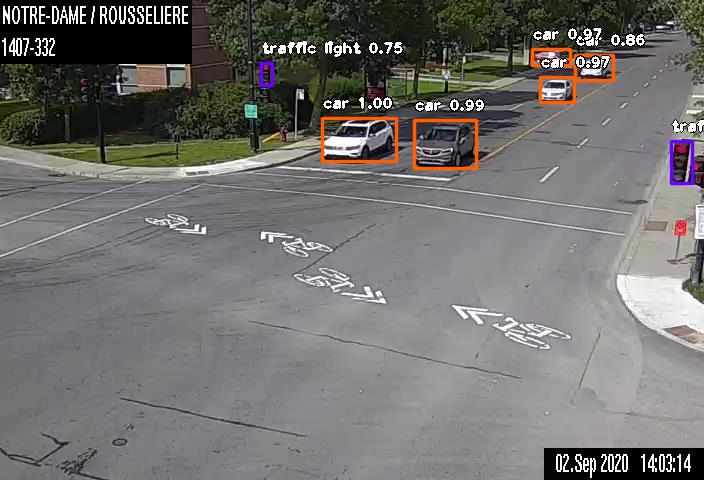 NOTRE-DAME / ROUSSELIERE
1407-332
car 0.97
car 0.86
traffic light 0.75
car 0.97
car 1.00
car 0.99
traf
02.Sep 2020 14:03:14